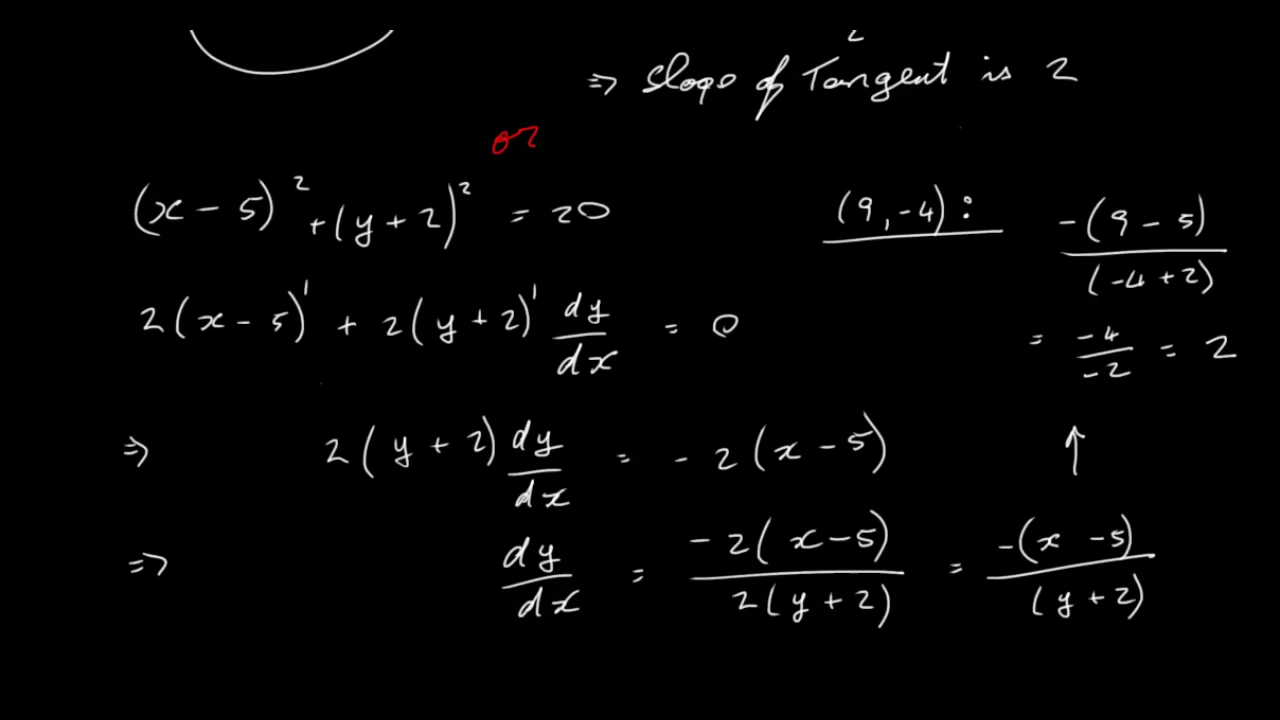 ⇒ Slope of Tangent is 2
or
(x - 5)² + (y + 2)² = 20
2(x - 5)¹ + 2(y + 2)¹ dy/dx = 0
⇒ 2(y + 2) dy/dx = -2(x - 5)
⇒ dy/dx = -2(x - 5)/2(y + 2) = -(x - 5)/(y + 2)
(9, -4): -(9 - 5)/(-4 + 2)
= -4/-2 = 2
↑